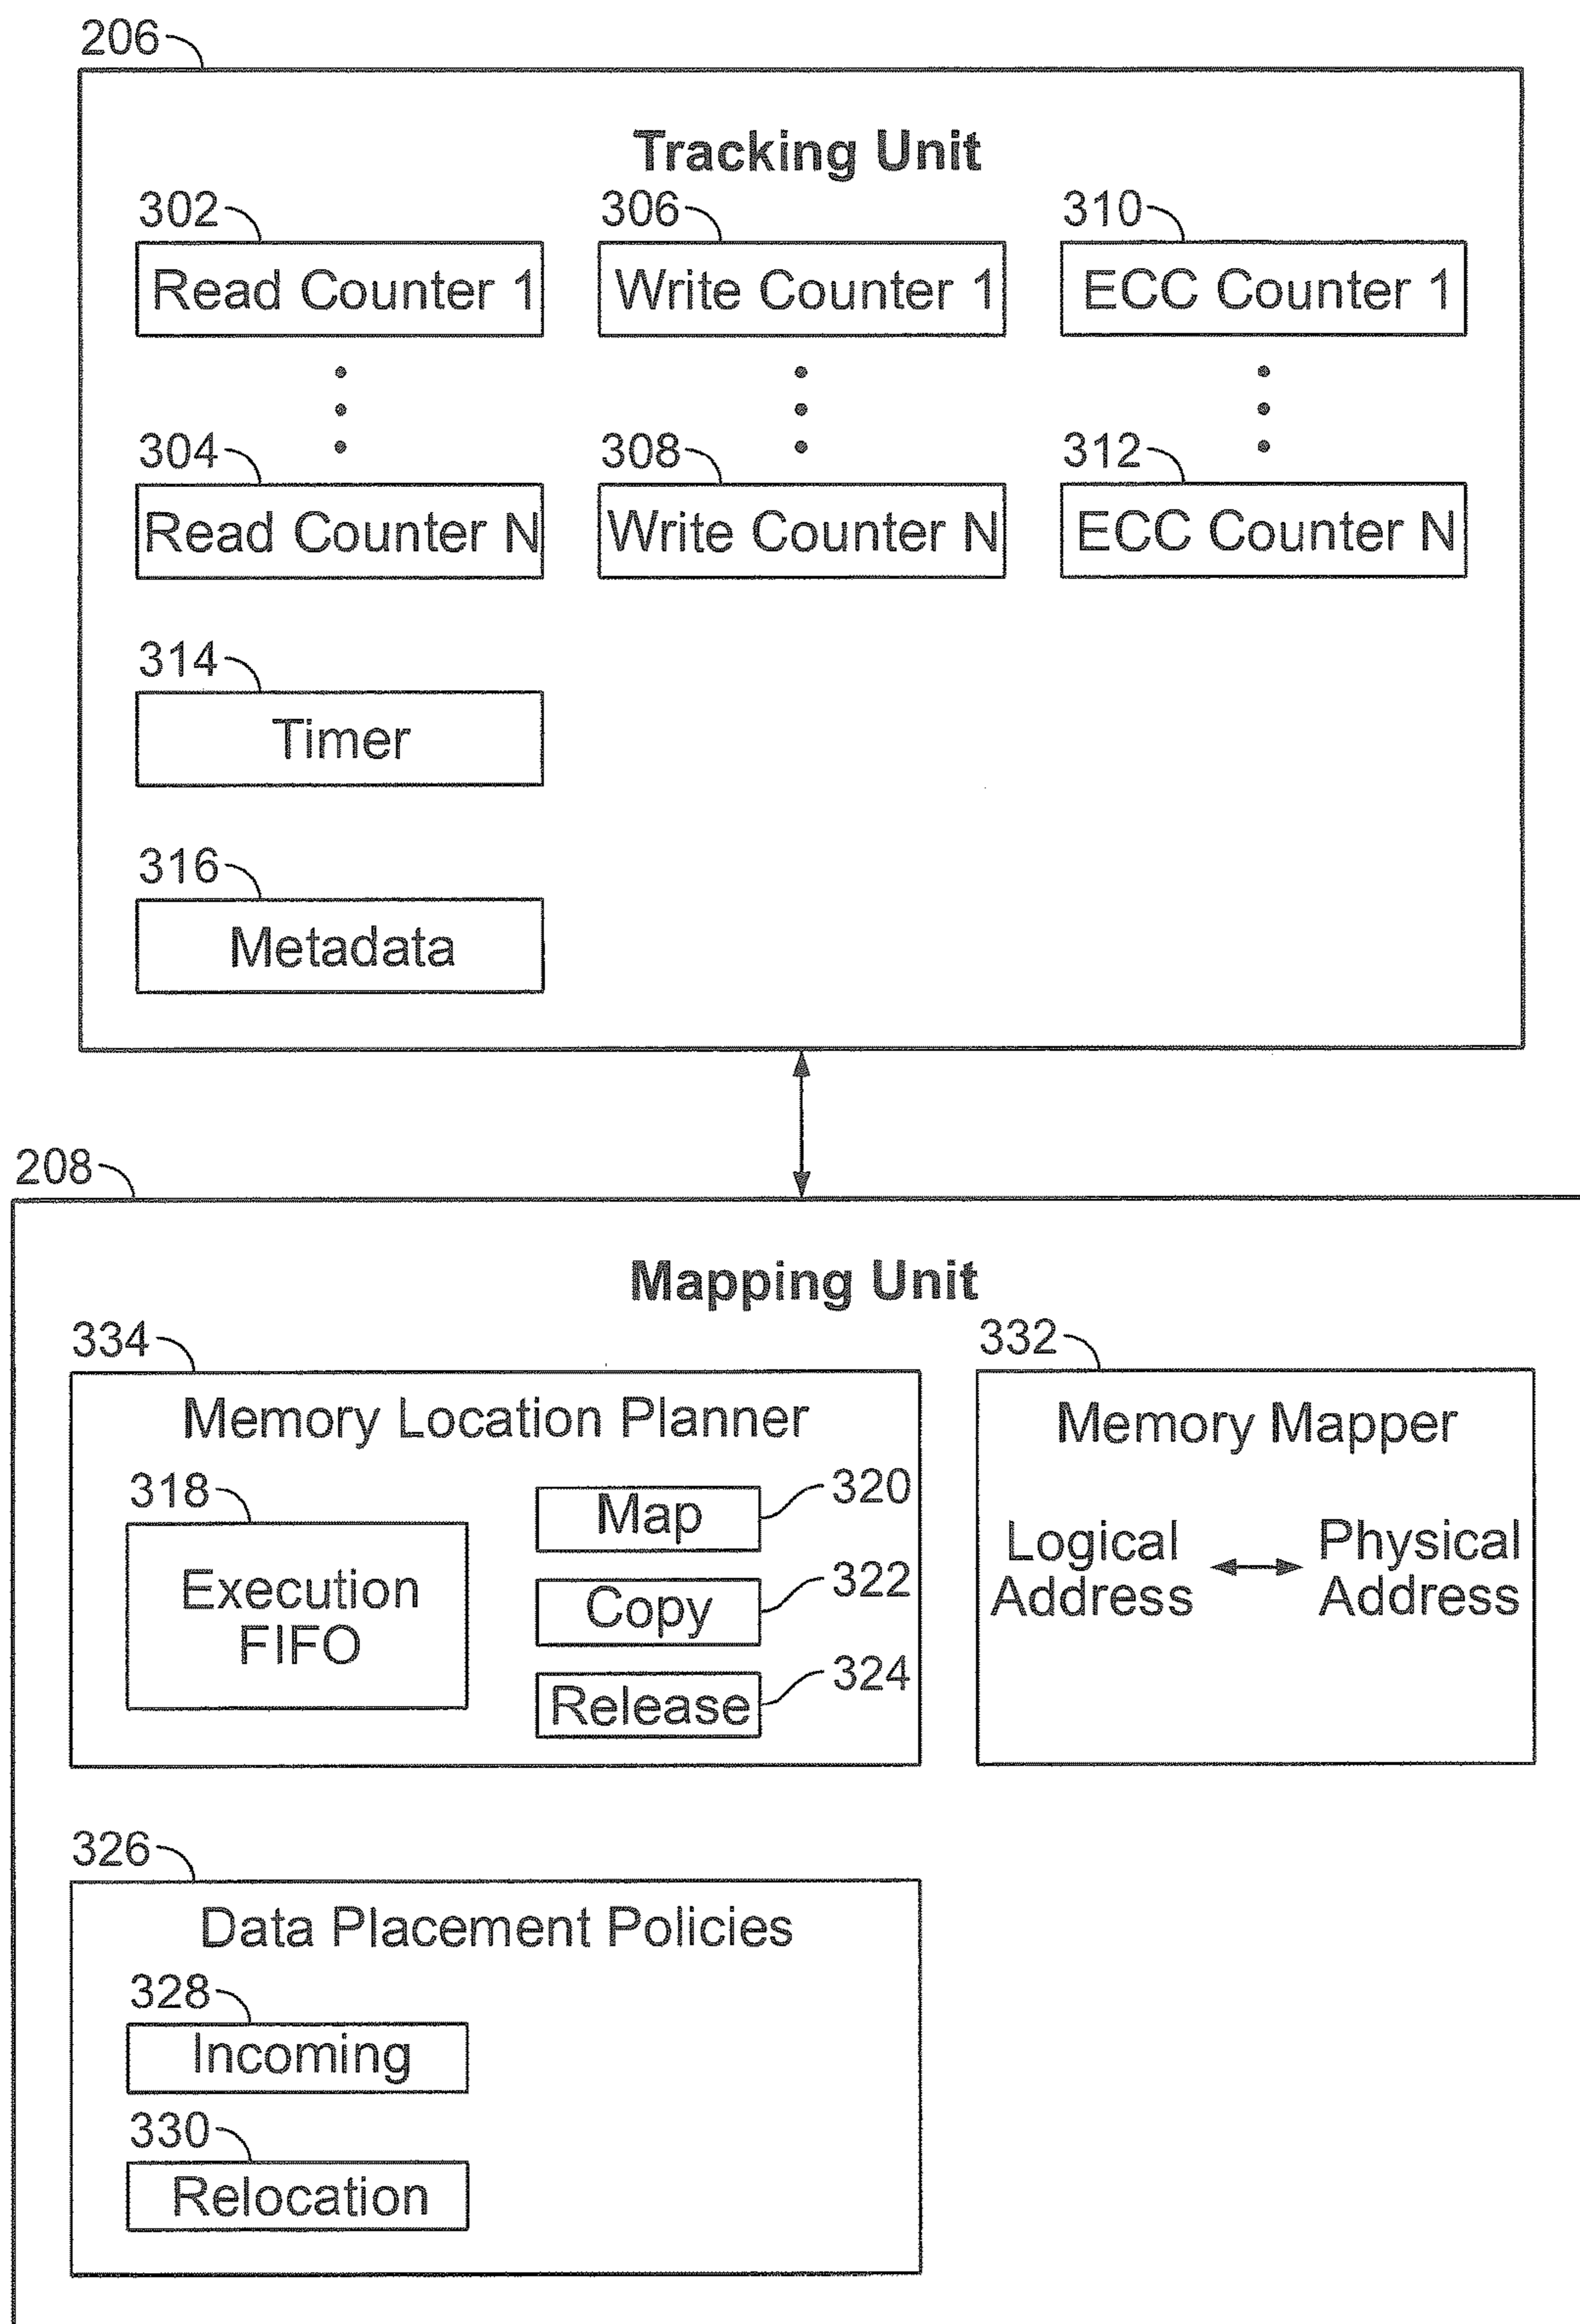 206
Tracking Unit
302 306 310
Read Counter 1 Write Counter 1 ECC Counter 1
304 308 312
Read Counter N Write Counter N ECC Counter N
314
Timer
316
Metadata
208
Mapping Unit
334 332
Memory Location Planner Memory Mapper
318
Execution
FIFO
Map 320
Copy 322
Release 324
Logical Physical
Address Address
326
Data Placement Policies
328
Incoming
330
Relocation